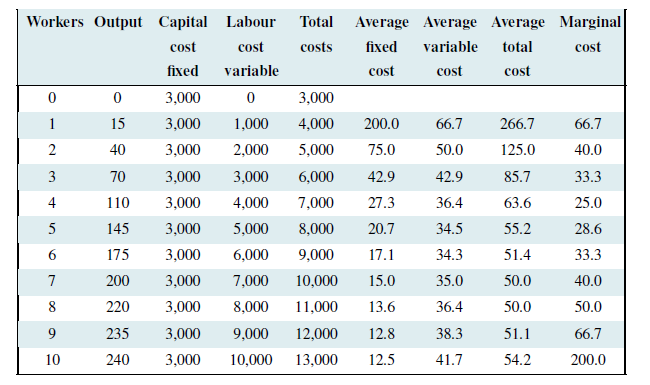 Workers Output Capital Labour Total Average Average Average Marginal
cost cost costs fixed variable total cost
fixed variable cost cost cost
0 0 3,000 0 3,000
1 15 3,000 1,000 4,000 200.0 66.7 266.7 66.7
2 40 3,000 2,000 5,000 75.0 50.0 125.0 40.0
3 70 3,000 3,000 6,000 42.9 42.9 85.7 33.3
4 110 3,000 4,000 7,000 27.3 36.4 63.6 25.0
5 145 3,000 5,000 8,000 20.7 34.5 55.2 28.6
6 175 3,000 6,000 9,000 17.1 34.3 51.4 33.3
7 200 3,000 7,000 10,000 15.0 35.0 50.0 40.0
8 220 3,000 8,000 11,000 13.6 36.4 50.0 50.0
9 235 3,000 9,000 12,000 12.8 38.3 51.1 66.7
10 240 3,000 10,000 13,000 12.5 41.7 54.2 200.0